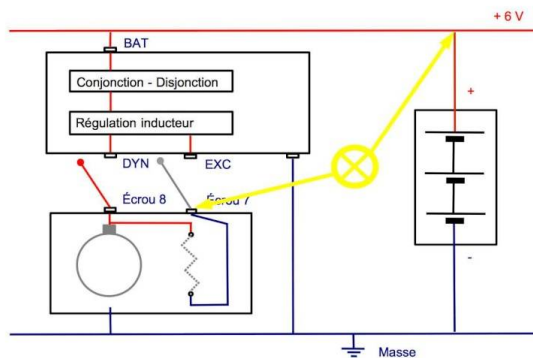 + 6 V
BAT
Conjonction - Disjonction
+
Régulation inducteur
DYN
EXC
Écrou 8
Écrou 7
-
Masse